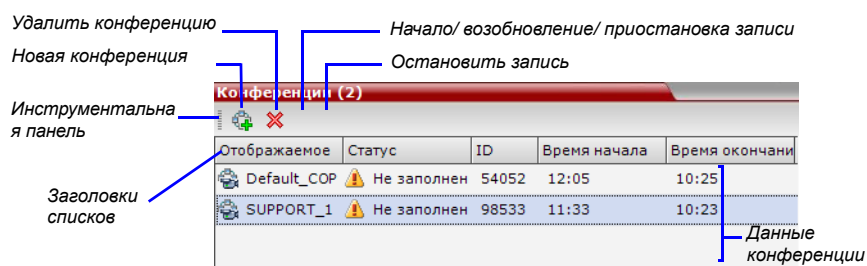 Удалить конференцию
Начало/ возобновление/ приостановка записи
Новая конференция
Остановить запись
Конференции (2)
Инструментальна
я панель
Отображаемое Статус ID Время начала Время окончани
Default_COP Не заполнен 54052 12:05 10:25
SUPPORT_1 Не заполнен 98533 11:33 10:23
Заголовки
списков
Данные
конференции